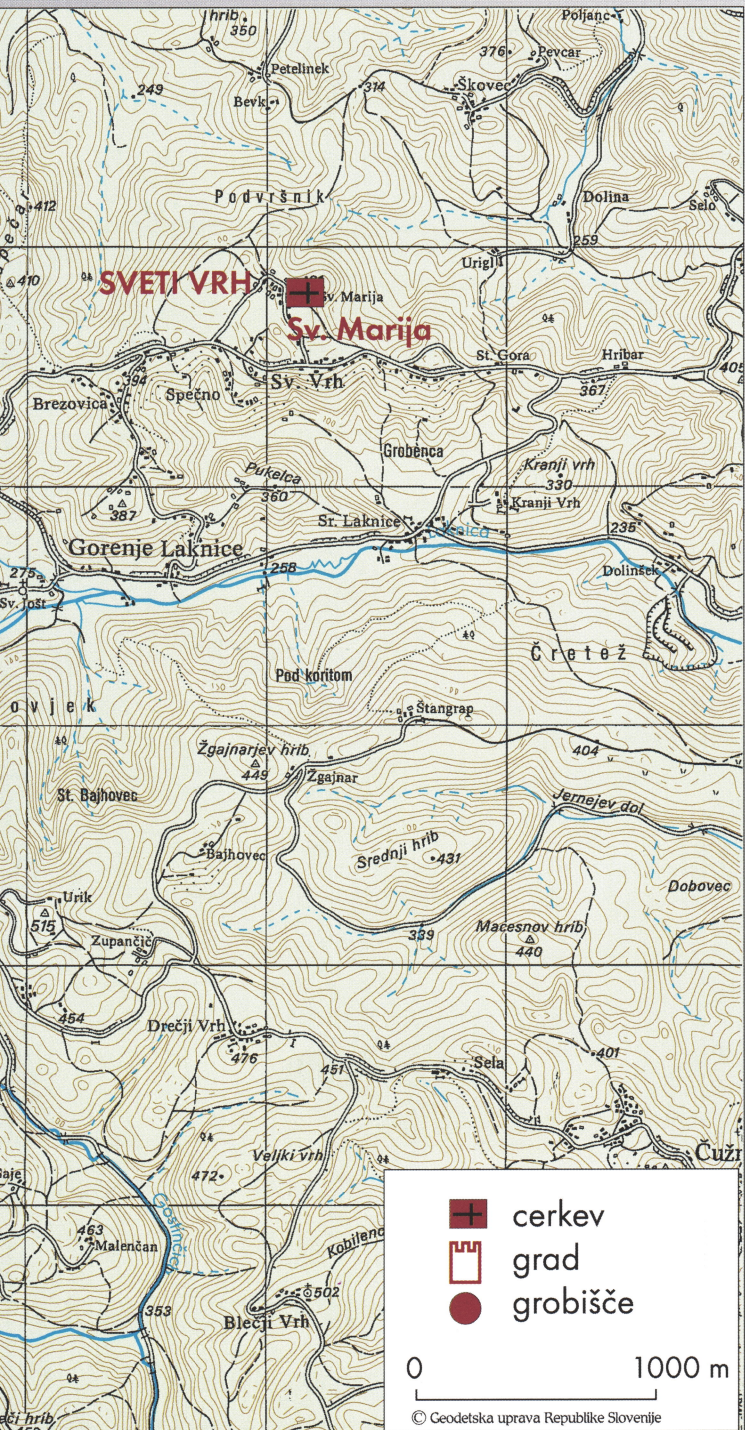 hrib
350
Poljanc
376
Pevcar
Petelinek
249
314
Škovec
Bevk
412
Podvršnik
Dolina
Selo
259
Urigl
410
SVETI VRH
Sv. Marija
Sv. Marija
St. Gora
Hribar
405
394
Sv. Vrh
367
Brezovica
Spečno
Grobenca
Kranji vrh
330
Pukelca
360
387
Kranji Vrh
Sr. Laknice
235
Gorenje Laknice
258
275
Dolinšek
Sv. Jošt
Čretež
Pod koritom
ovjek
Štangrap
404
Žgajnarjev hrib
449
Žgajnar
St. Bajhovec
Jernejev dol
Srednji hrib
431
Bajhovec
Dobovec
Urik
515
Zupančič
339
Macesnov hrib
440
454
Drečji Vrh
476
451
401
Sela
Veljki vrh
472
463
Malenčan
353
502
Blečji Vrh
cerkev
grad
grobišče
0 1000 m
© Geodetska uprava Republike Slovenije